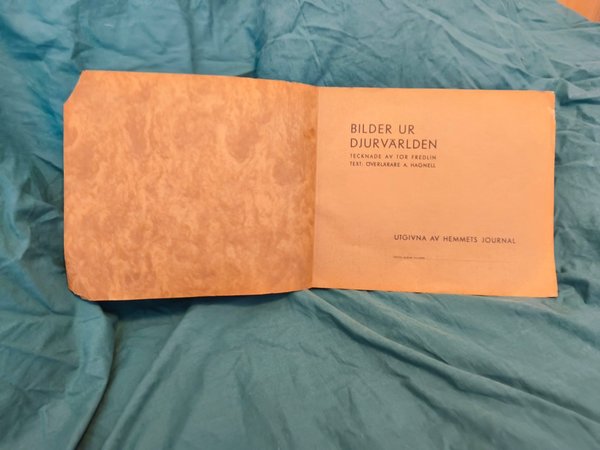 BILDER UR
DJURVÄRLDEN
TECKNADE AV TOR FREDLIN
TEXT: ÖVERLÄRARE A. HAGNELL
UTGIVNA AV HEMMETS JOURNAL